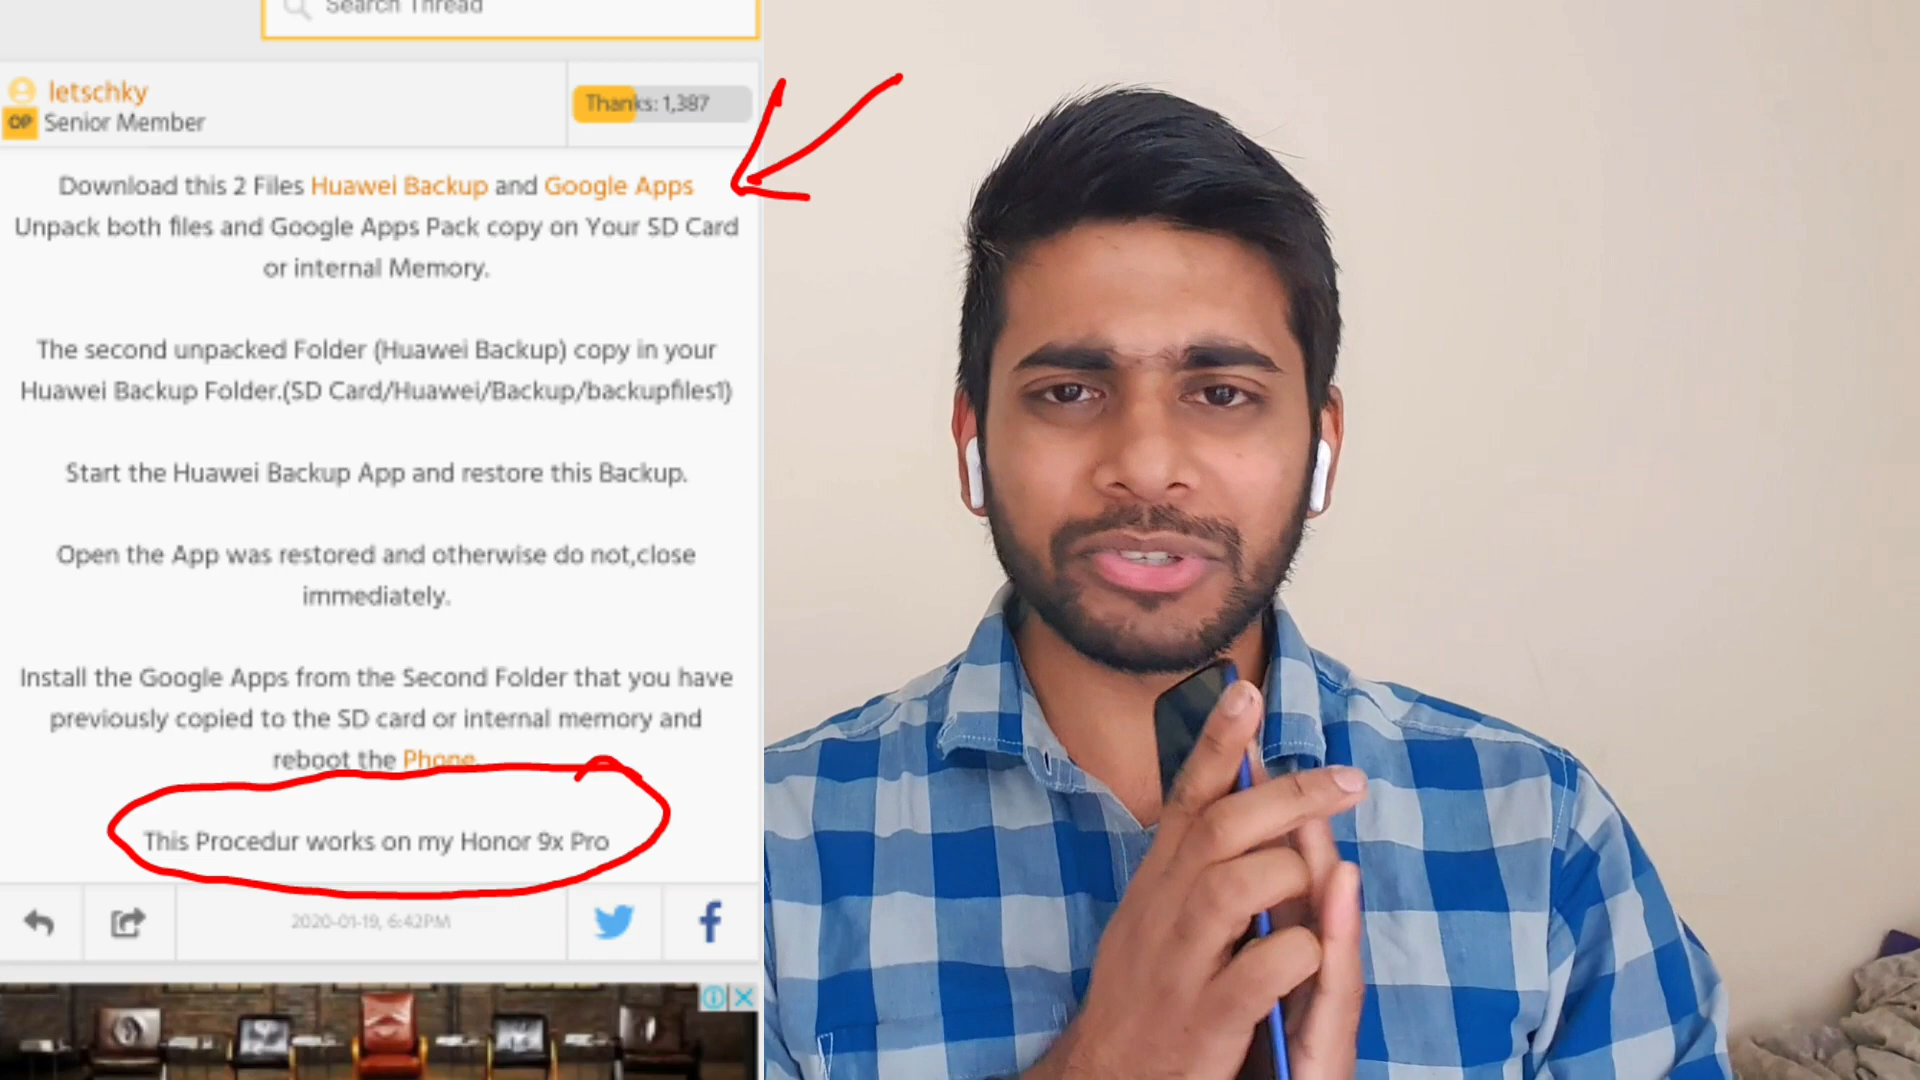 Search Thread
letschky
OP Senior Member
Thanks: 1,387
Download this 2 Files Huawei Backup and Google Apps
Unpack both files and Google Apps Pack copy on Your SD Card
or internal Memory.
The second unpacked Folder (Huawei Backup) copy in your
Huawei Backup Folder.(SD Card/Huawei/Backup/backupfiles1)
Start the Huawei Backup App and restore this Backup.
Open the App was restored and otherwise do not,close
immediately.
Install the Google Apps from the Second Folder that you have
previously copied to the SD card or internal memory and
reboot the Phone.
This Procedur works on my Honor 9x Pro
2020-01-19, 6:42PM